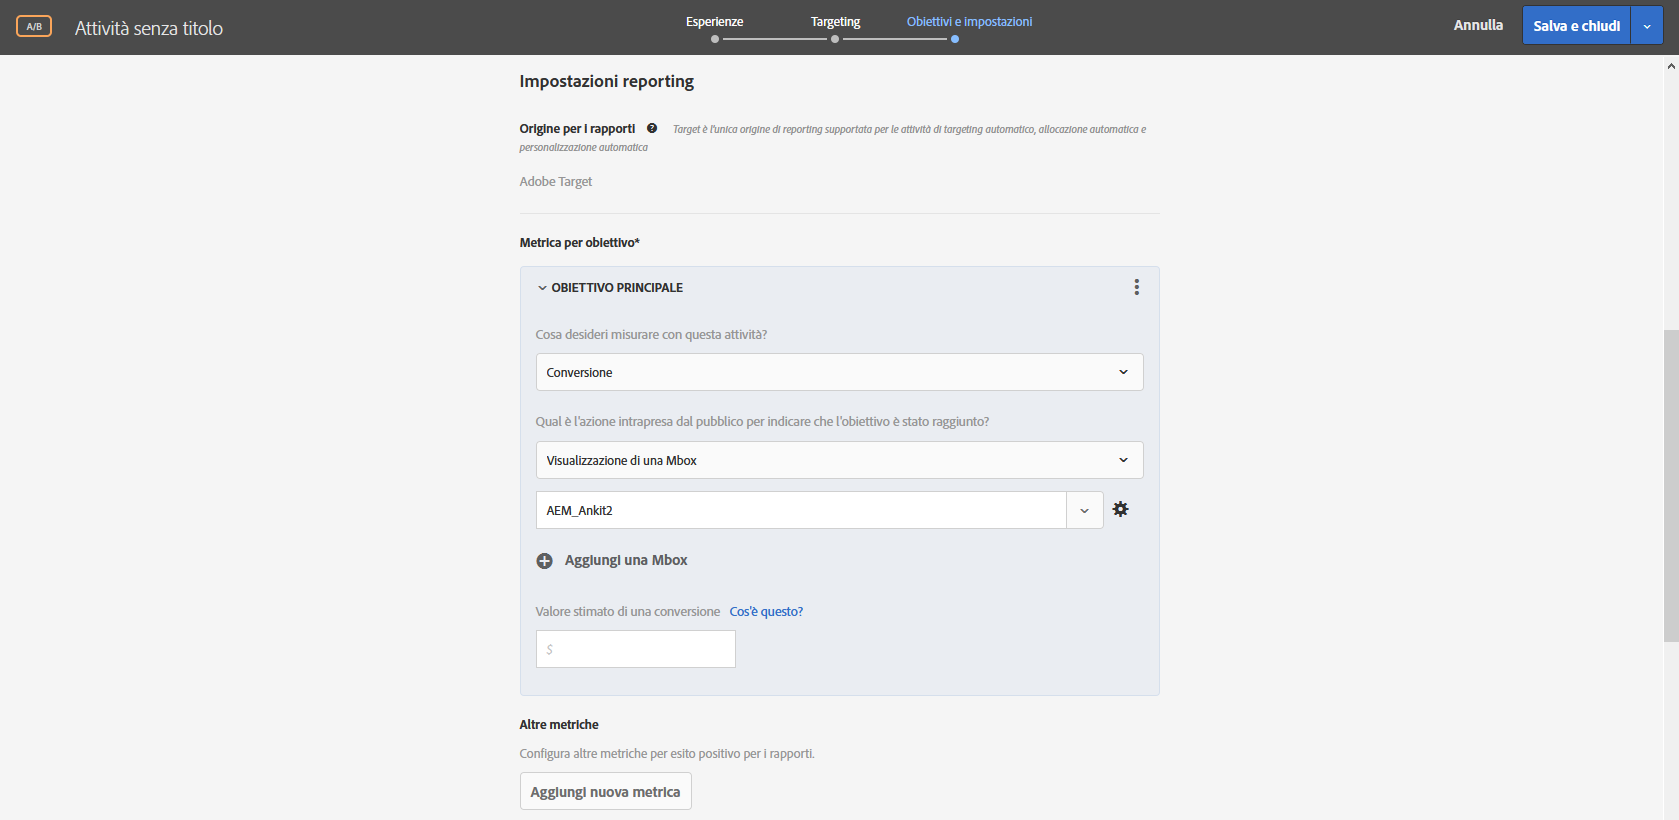 A/B
Attività senza titolo
Esperienze
Targeting
Obiettivi e impostazioni
Annulla
Salva e chiudi
Impostazioni reporting
Origine per i rapporti ? Target è l'unica origine di reporting supportata per le attività di targeting automatico, allocazione automatica e
personalizzazione automatica
Adobe Target
Metrica per obiettivo*
OBIETTIVO PRINCIPALE
Cosa desideri misurare con questa attività?
Conversione
Qual è l'azione intrapresa dal pubblico per indicare che l'obiettivo è stato raggiunto?
Visualizzazione di una Mbox
AEM_Ankit2
Aggiungi una Mbox
Valore stimato di una conversione Cos'è questo?
$
Altre metriche
Configura altre metriche per esito positivo per i rapporti.
Aggiungi nuova metrica